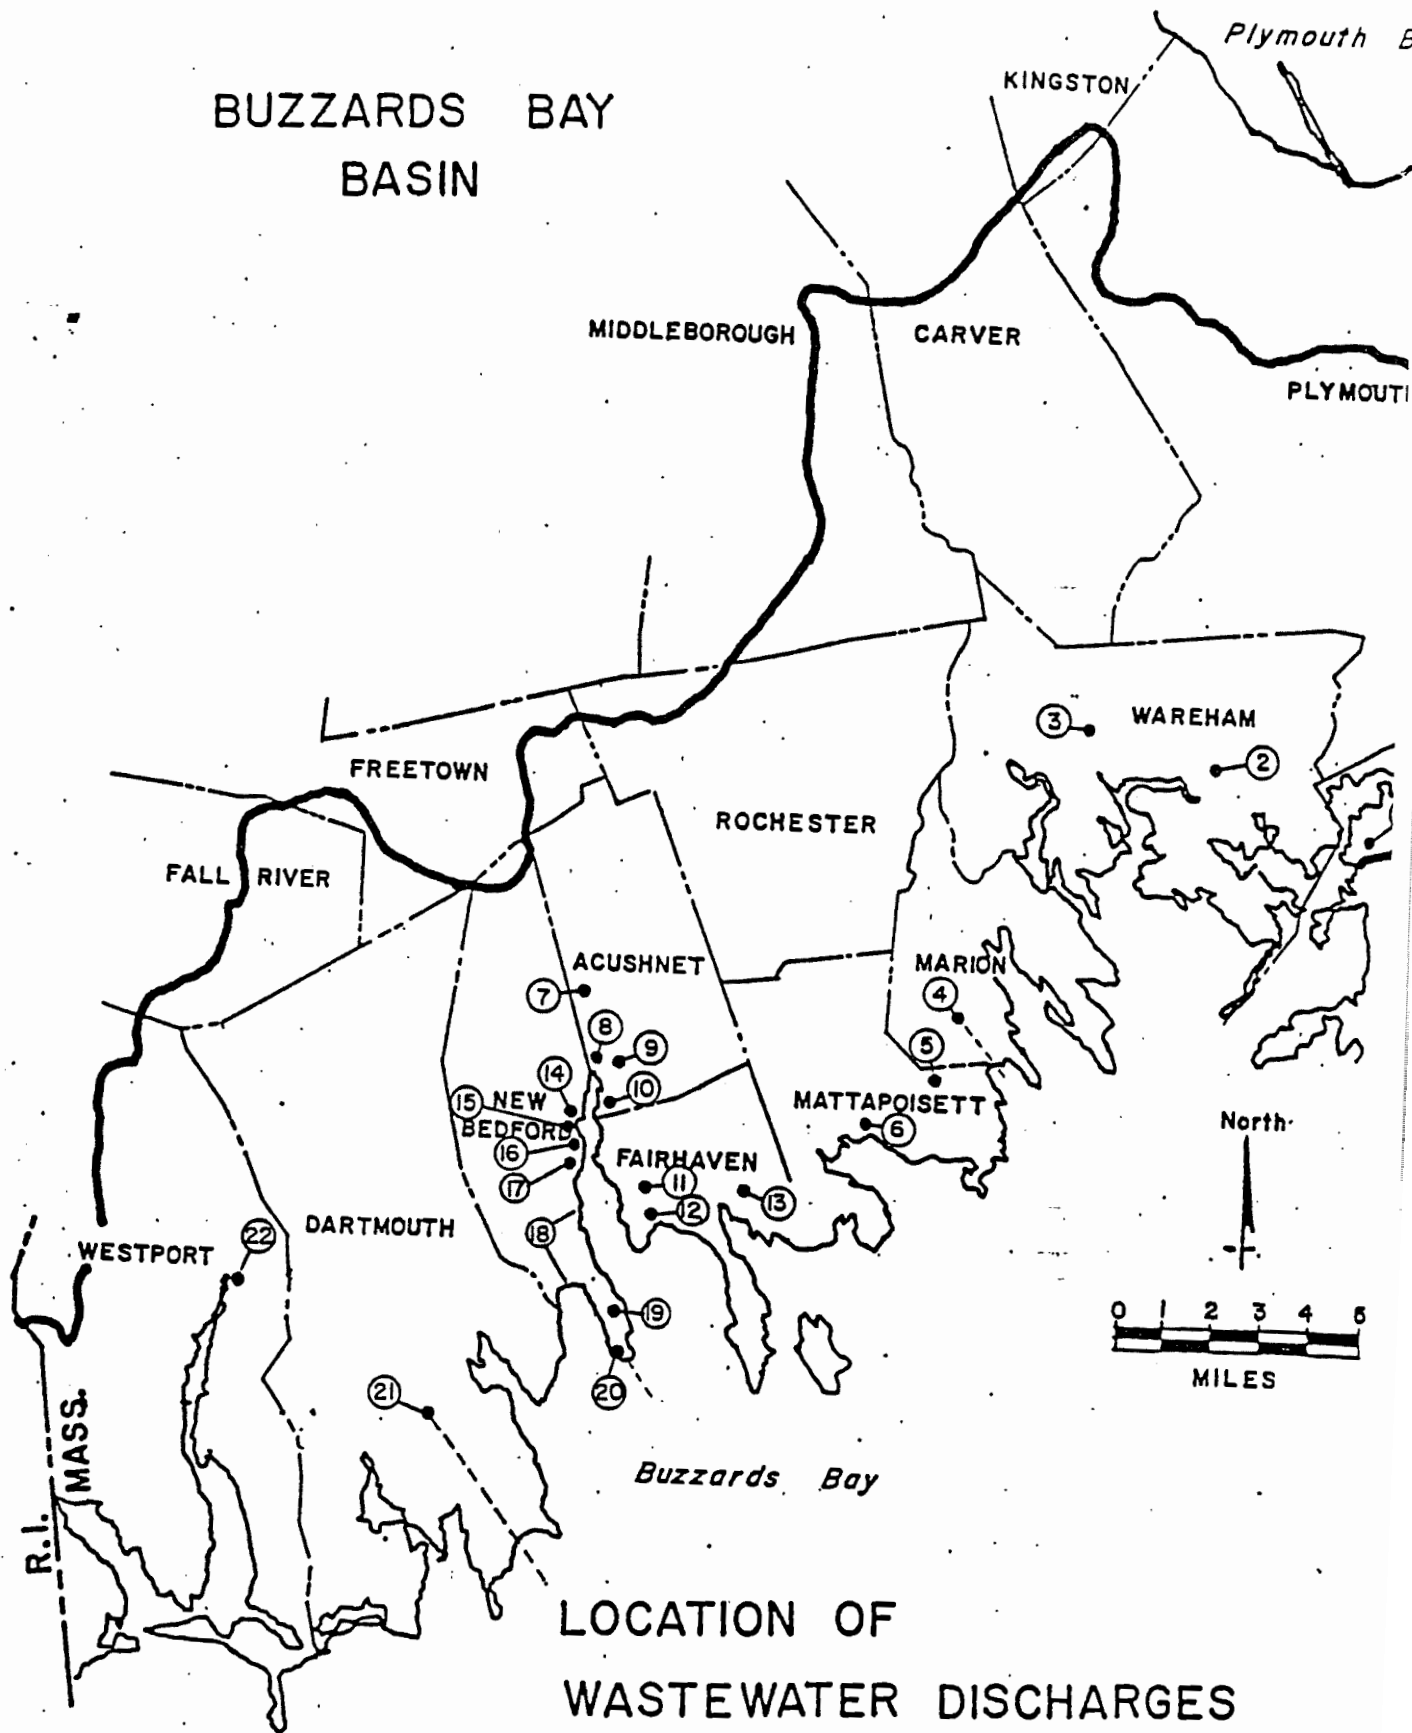 Plymouth B
KINGSTON
BUZZARDS BAY
BASIN
MIDDLEBOROUGH
CARVER
PLYMOUTH
3
WAREHAM
2
FREETOWN
ROCHESTER
FALL RIVER
ACUSHNET
MARION
7
4
8
9
5
14
10
15
NEW
BEDFORD
MATTAPOISETT
6
16
North
FAIRHAVEN
17
11
13
12
DARTMOUTH
18
22
WESTPORT
19
0 1 2 3 4 5
MILES
20
21
MASS.
R.I.
Buzzards Bay
LOCATION OF
WASTEWATER DISCHARGES